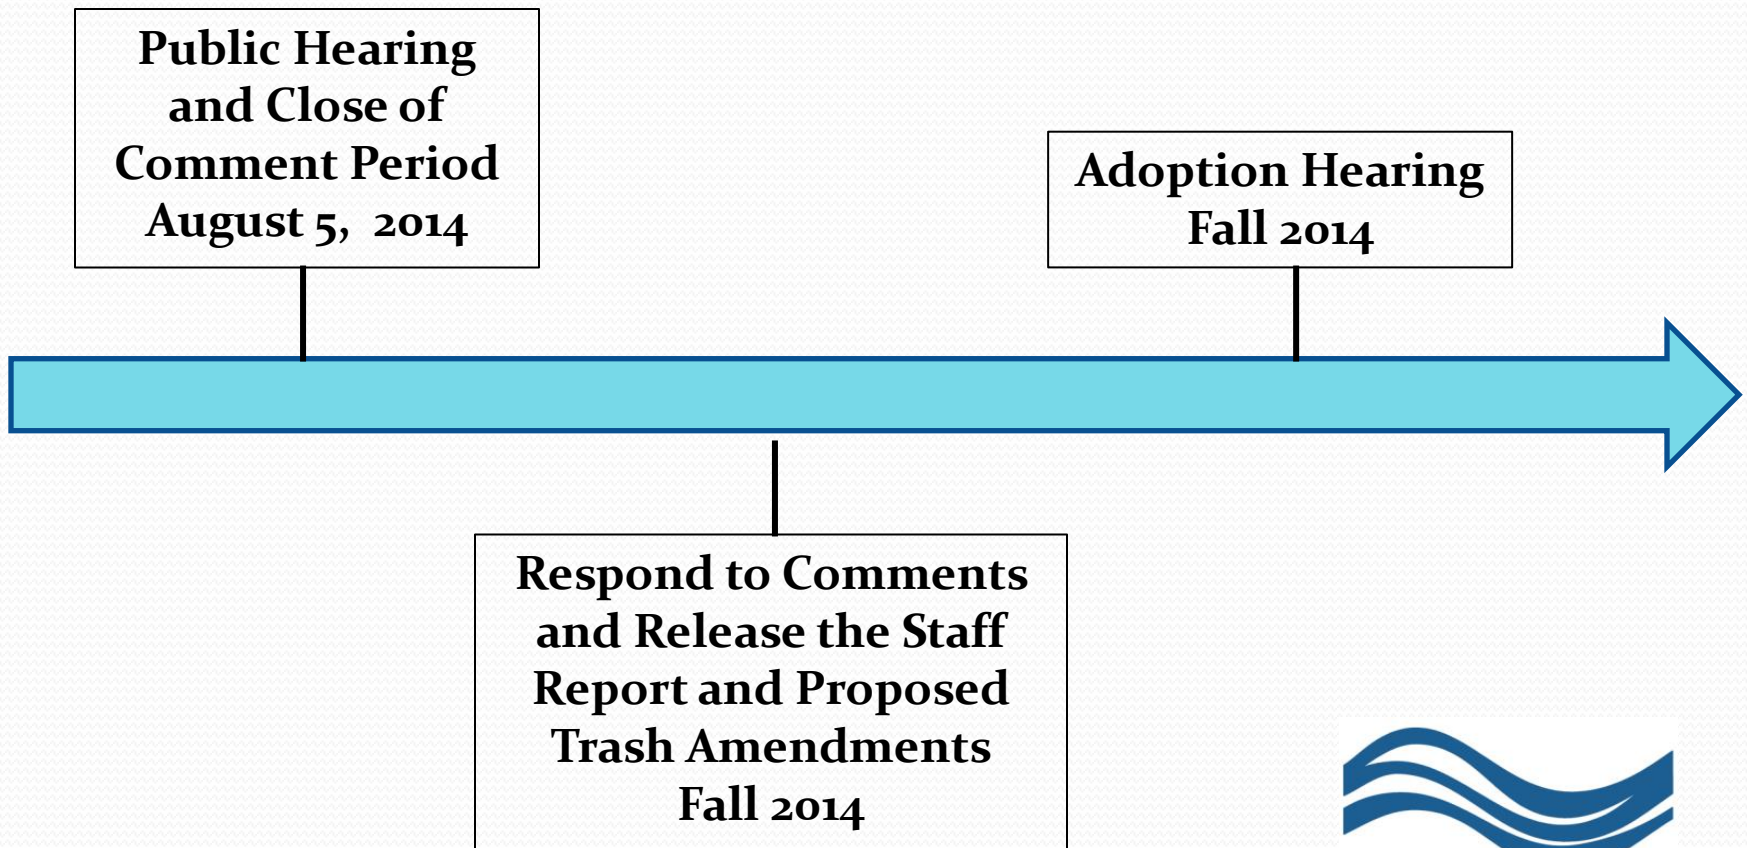 Public Hearing
and Close of
Comment Period
August 5, 2014
Adoption Hearing
Fall 2014
Respond to Comments
and Release the Staff
Report and Proposed
Trash Amendments
Fall 2014